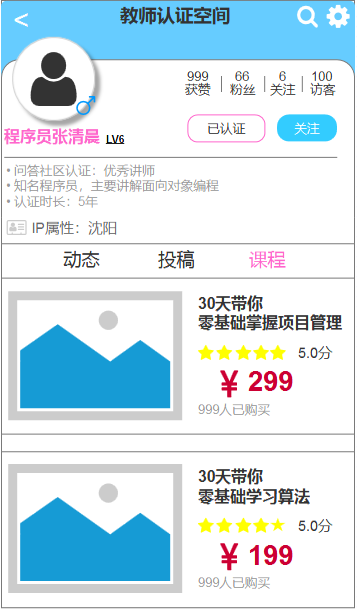 <
教师认证空间
999 66 6 100
获赞 粉丝 关注 访客
程序员张清晨 LV6
已认证 关注
• 问答社区认证：优秀讲师
• 知名程序员，主要讲解面向对象编程
• 认证时长：5年
IP属性：沈阳
动态 投稿 课程
30天带你
零基础掌握项目管理
5.0分
￥299
999人已购买
30天带你
零基础学习算法
5.0分
￥199
999人已购买